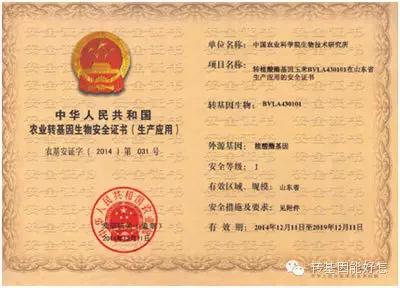 中华人民共和国
农业转基因生物安全证书（生产应用）
农基安证字（2014）第 031号
单位名称： 中国农业科学院生物技术研究所
项目名称： 转植酸酶基因玉米BVLA430101在山东省
生产应用的安全证书
转基因生物： BVLA430101
外源基因： 植酸酶基因
安全等级： I
有效区域、规模： 山东省
安全措施及要求： 见附件
有 效 期： 2014年12月11日至2019年12月11日
转基因能好怎